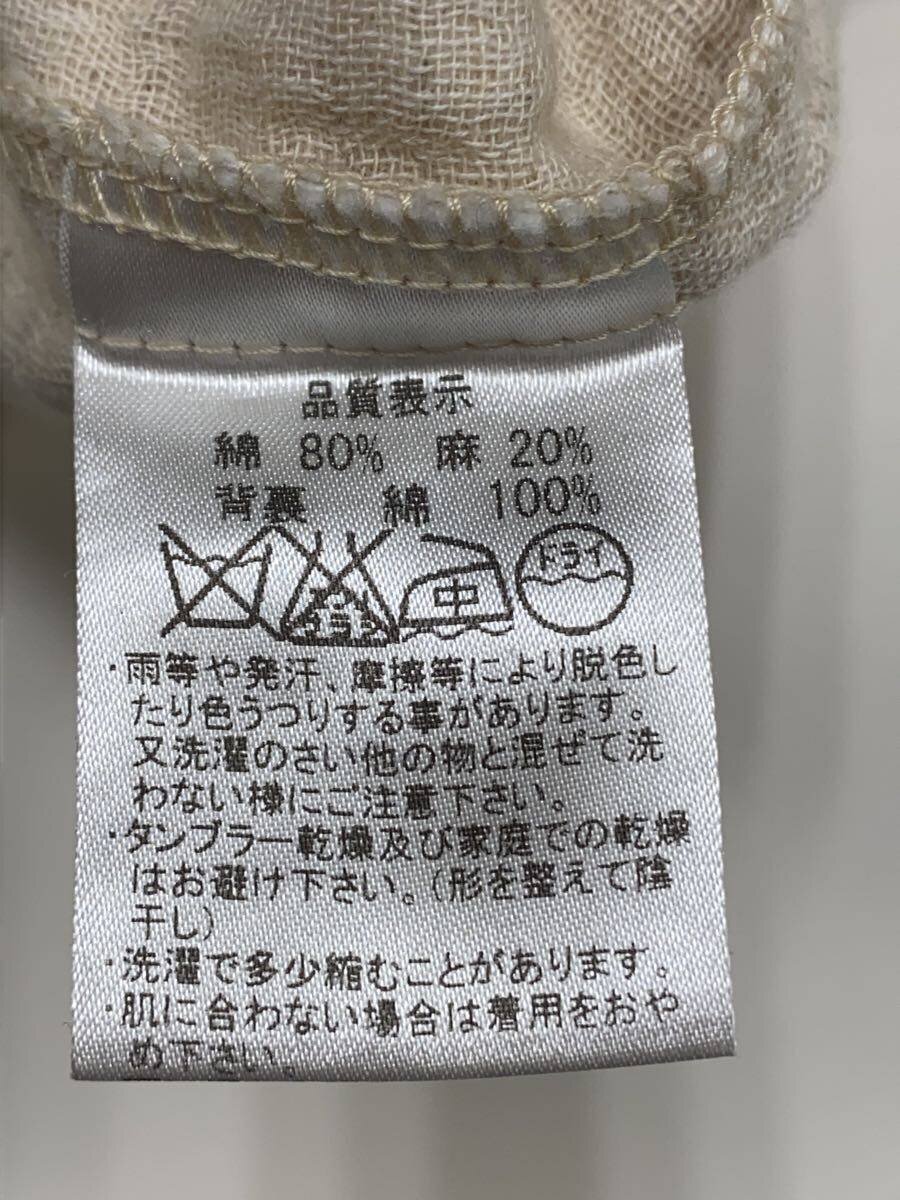 品質表示
綿 80% 麻 20%
背裏 綿 100%
中 ドライ
・雨等や発汗、摩擦等により脱色し
たり色うつりする事があります。
又洗濯のさい他の物と混ぜて洗
わない様にご注意下さい。
・タンブラー乾燥及び家庭での乾燥
はお避け下さい。(形を整えて陰
干し)
・洗濯で多少縮むことがあります。
・肌に合わない場合は着用をおや
め下さい。